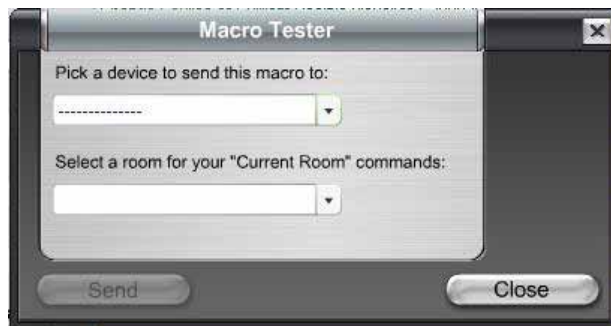 Macro Tester
Pick a device to send this macro to:
--------------
Select a room for your "Current Room" commands:
Send
Close